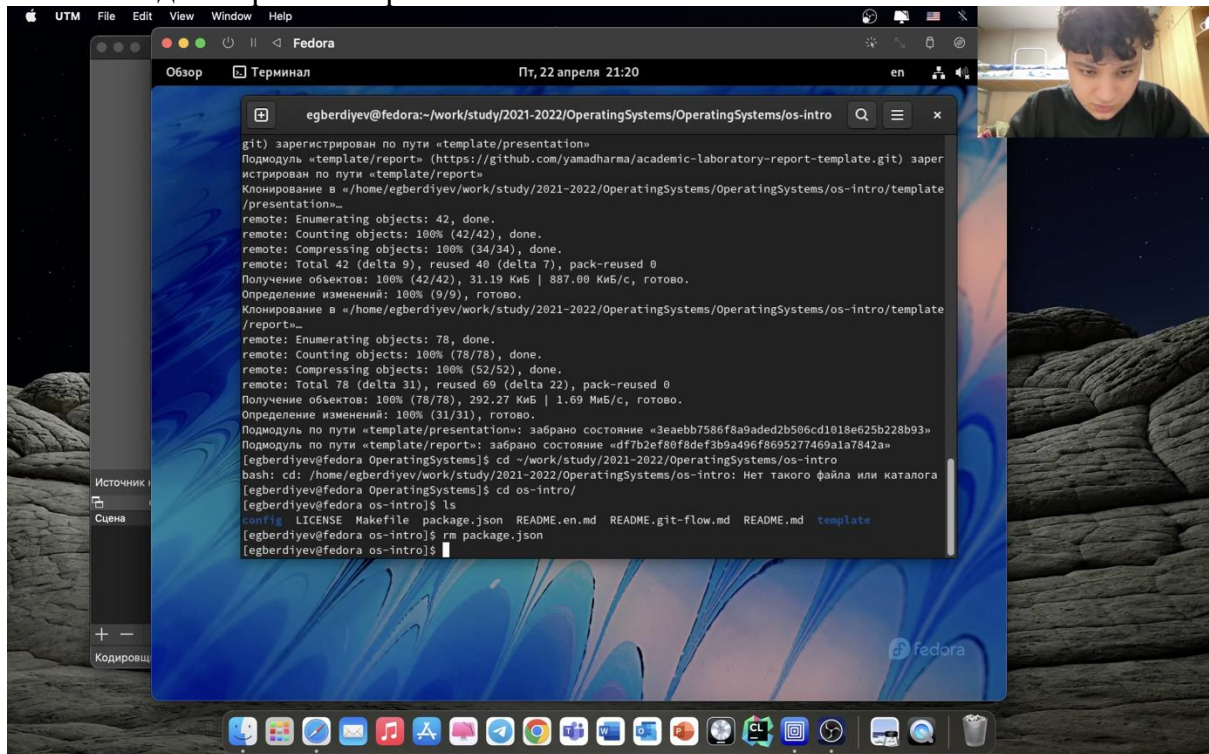 UTM File Edit View Window Help
Fedora
Обзор Терминал Пт, 22 апреля 21:20 en
egberdiyev@fedora:~/work/study/2021-2022/OperatingSystems/OperatingSystems/os-intro
git) зарегистрирован по пути «template/presentation»
Подмодуль «template/report» (https://github.com/yamadharma/academic-laboratory-report-template.git) зарег
истрирован по пути «template/report»
Клонирование в «/home/egberdiyev/work/study/2021-2022/OperatingSystems/OperatingSystems/os-intro/template
/presentation»…
remote: Enumerating objects: 42, done.
remote: Counting objects: 100% (42/42), done.
remote: Compressing objects: 100% (34/34), done.
remote: Total 42 (delta 9), reused 40 (delta 7), pack-reused 0
Получение объектов: 100% (42/42), 31.19 КиБ | 887.00 КиБ/с, готово.
Определение изменений: 100% (9/9), готово.
Клонирование в «/home/egberdiyev/work/study/2021-2022/OperatingSystems/OperatingSystems/os-intro/template
/report»…
remote: Enumerating objects: 78, done.
remote: Counting objects: 100% (78/78), done.
remote: Compressing objects: 100% (52/52), done.
remote: Total 78 (delta 31), reused 69 (delta 22), pack-reused 0
Получение объектов: 100% (78/78), 292.27 КиБ | 1.69 МиБ/с, готово.
Определение изменений: 100% (31/31), готово.
Подмодуль по пути «template/presentation»: забрано состояние «3eaebb7586f8a9aded2b506cd1018e625b228b93»
Подмодуль по пути «template/report»: забрано состояние «df7b2ef80f8def3b9a496f8695277469a1a7842a»
[egberdiyev@fedora OperatingSystems]$ cd ~/work/study/2021-2022/OperatingSystems/os-intro
bash: cd: /home/egberdiyev/work/study/2021-2022/OperatingSystems/os-intro: Нет такого файла или каталога
[egberdiyev@fedora OperatingSystems]$ cd os-intro/
[egberdiyev@fedora os-intro]$ ls
config LICENSE Makefile package.json README.en.md README.git-flow.md README.md template
[egberdiyev@fedora os-intro]$ rm package.json
[egberdiyev@fedora os-intro]$
Источник
Сцена
Кодировщ
fedora